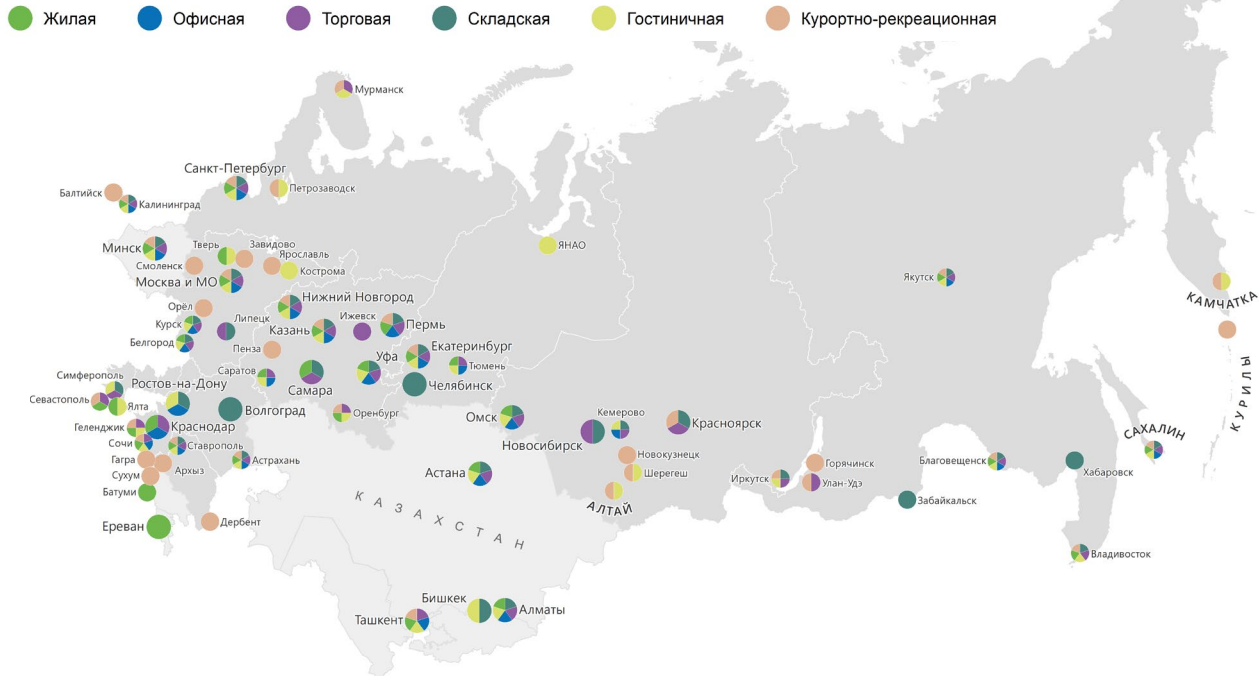 Жилая
Офисная
Торговая
Складская
Гостиничная
Курортно-рекреационная
Мурманск
Санкт-Петербург
Петрозаводск
Балтийск
Калининград
Минск
Тверь
Завидово
Ярославль
Смоленск
Кострома
Москва и МО
ЯНАО
Якутск
КАМЧАТКА
КУРИЛЫ
Нижний Новгород
Орёл
Липецк
Ижевск
Курск
Казань
Пермь
Белгород
Пенза
Уфа
Екатеринбург
Саратов
Тюмень
Симферополь
Ростов-на-Дону
Самара
Челябинск
Севастополь
Ялта
Волгоград
Оренбург
Омск
Кемерово
Новосибирск
Красноярск
Геленджик
Краснодар
Сочи
Ставрополь
Гагра
Архыз
Астрахань
Сухум
Батуми
Новокузнецк
Шерегеш
АЛТАЙ
Горячинск
Иркутск
Улан-Удэ
Благовещенск
САХАЛИН
Хабаровск
Забайкальск
Астана
КАЗАХСТАН
Ереван
Дербент
Владивосток
Бишкек
Ташкент
Алматы